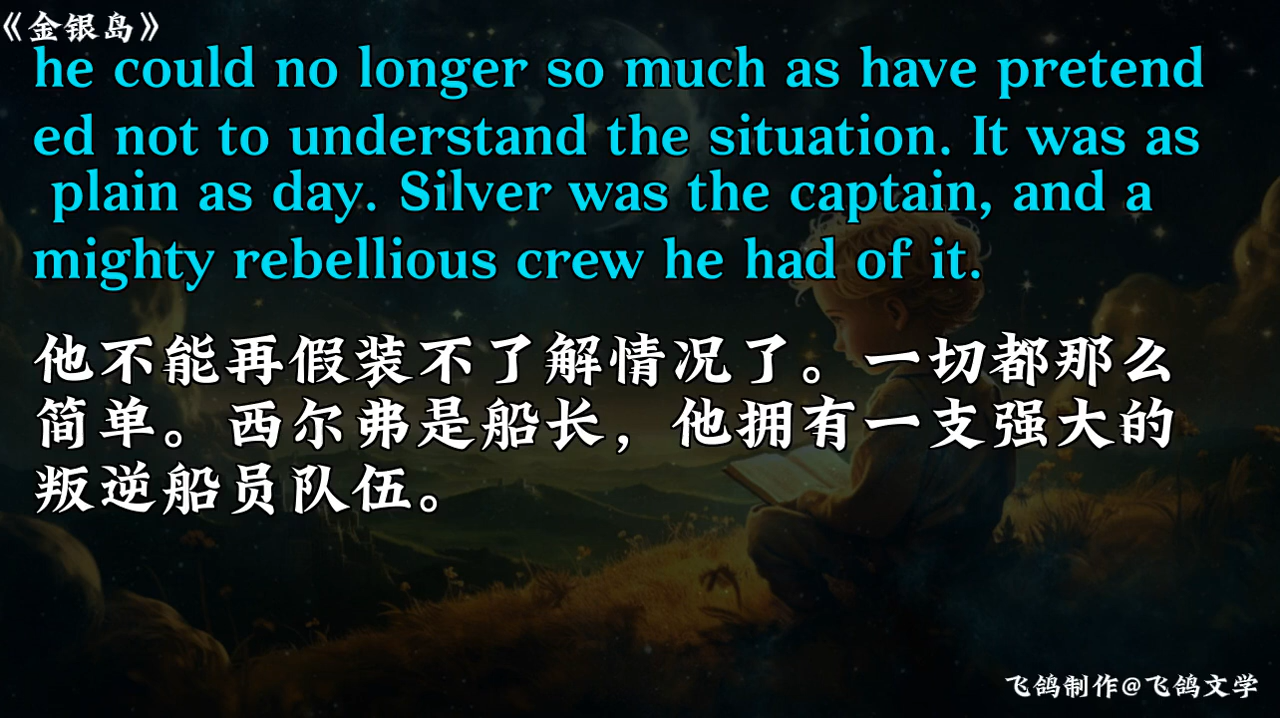 《金银岛》
he could no longer so much as have pretend
ed not to understand the situation. It was as
plain as day. Silver was the captain, and a
mighty rebellious crew he had of it.
他不能再假装不了解情况了。一切都那么
简单。西尔弗是船长，他拥有一支强大的
叛逆船员队伍。
飞鸽制作@飞鸽文学